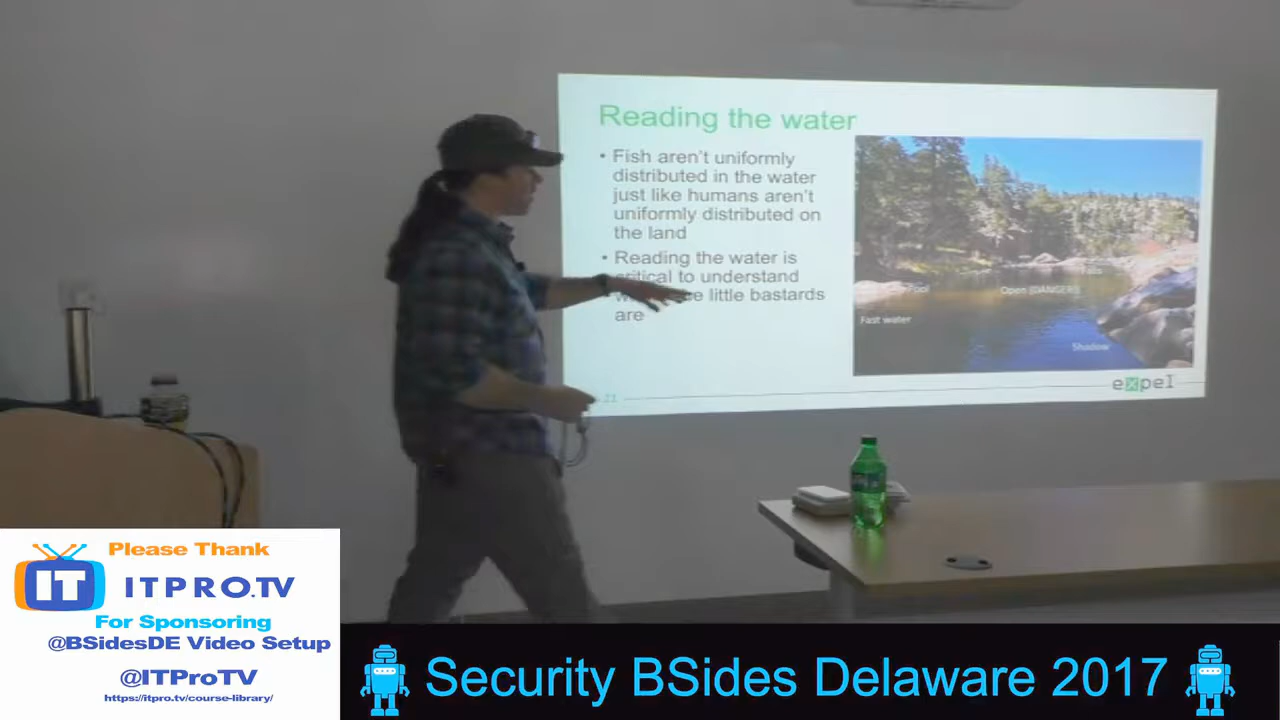 Reading the water
• Fish aren't uniformly
distributed in the water
just like humans aren't
uniformly distributed on
the land
• Reading the water is
critical to understand
little bastards
are
Pool
Open (DANGER!)
Fast water
Shadow
expel
21
Please Thank
IT
ITPRO.TV
For Sponsoring
@BSidesDE Video Setup
@ITProTV
https://itpro.tv/course-library/
Security BSides Delaware 2017